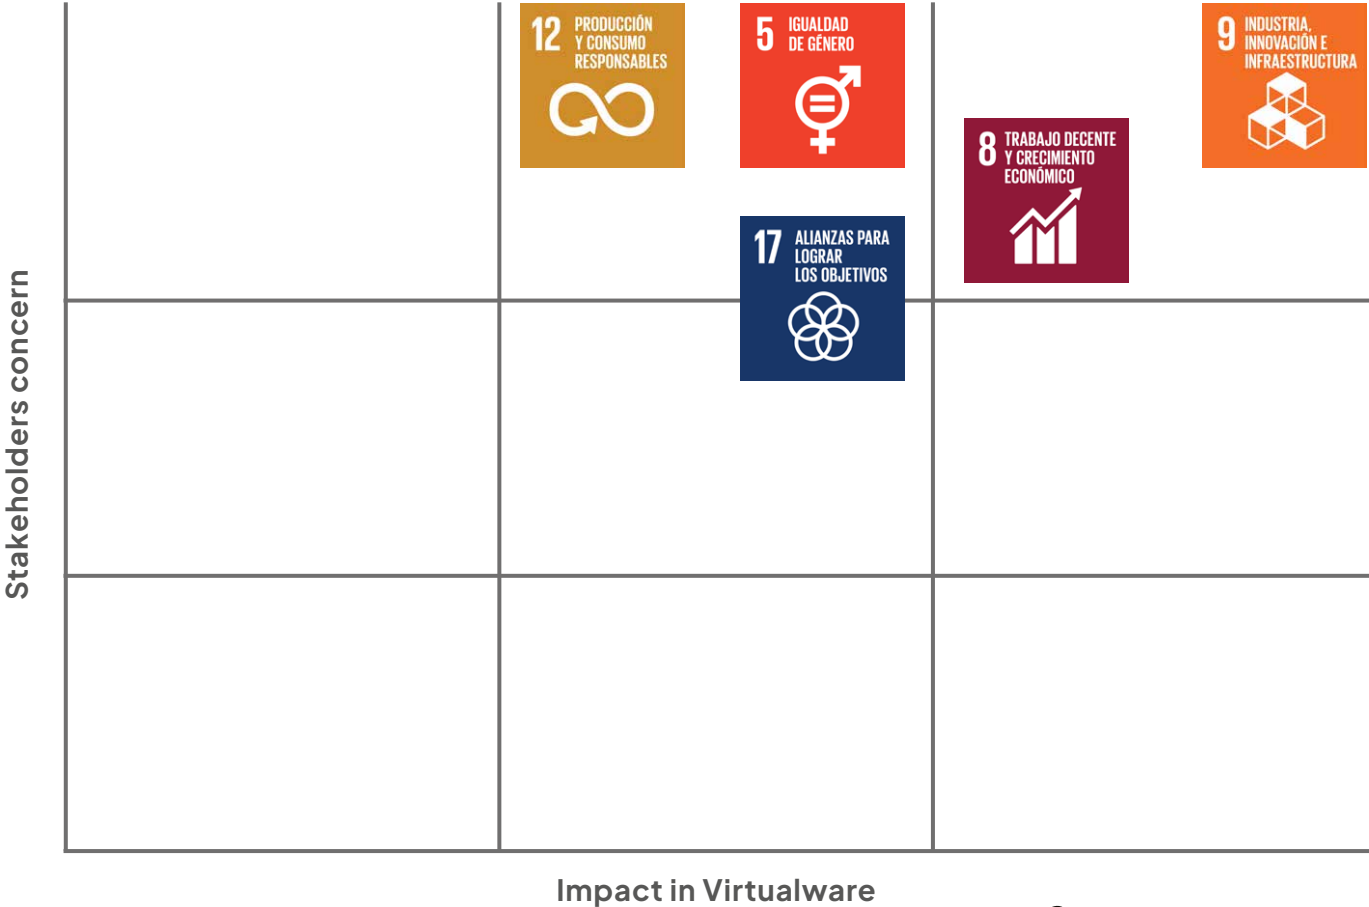 12 PRODUCCIÓN
Y CONSUMO
RESPONSABLES
5 IGUALDAD
DE GÉNERO
9 INDUSTRIA,
INNOVACIÓN E
INFRAESTRUCTURA
8 TRABAJO DECENTE
Y CRECIMIENTO
ECONÓMICO
17 ALIANZAS PARA
LOGRAR
LOS OBJETIVOS
Stakeholders concern
Impact in Virtualware